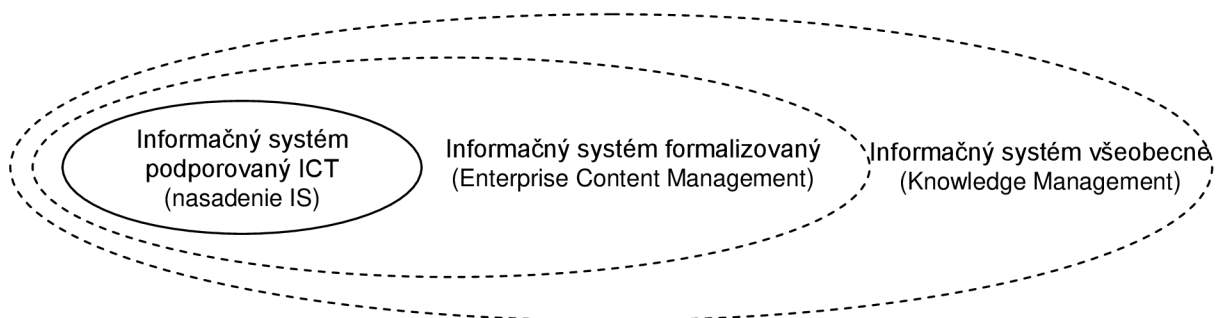 Informačný systém
podporovaný ICT
(nasadenie IS)
Informačný systém formalizovaný
(Enterprise Content Management)
Informačný systém všeobecne
(Knowledge Management)